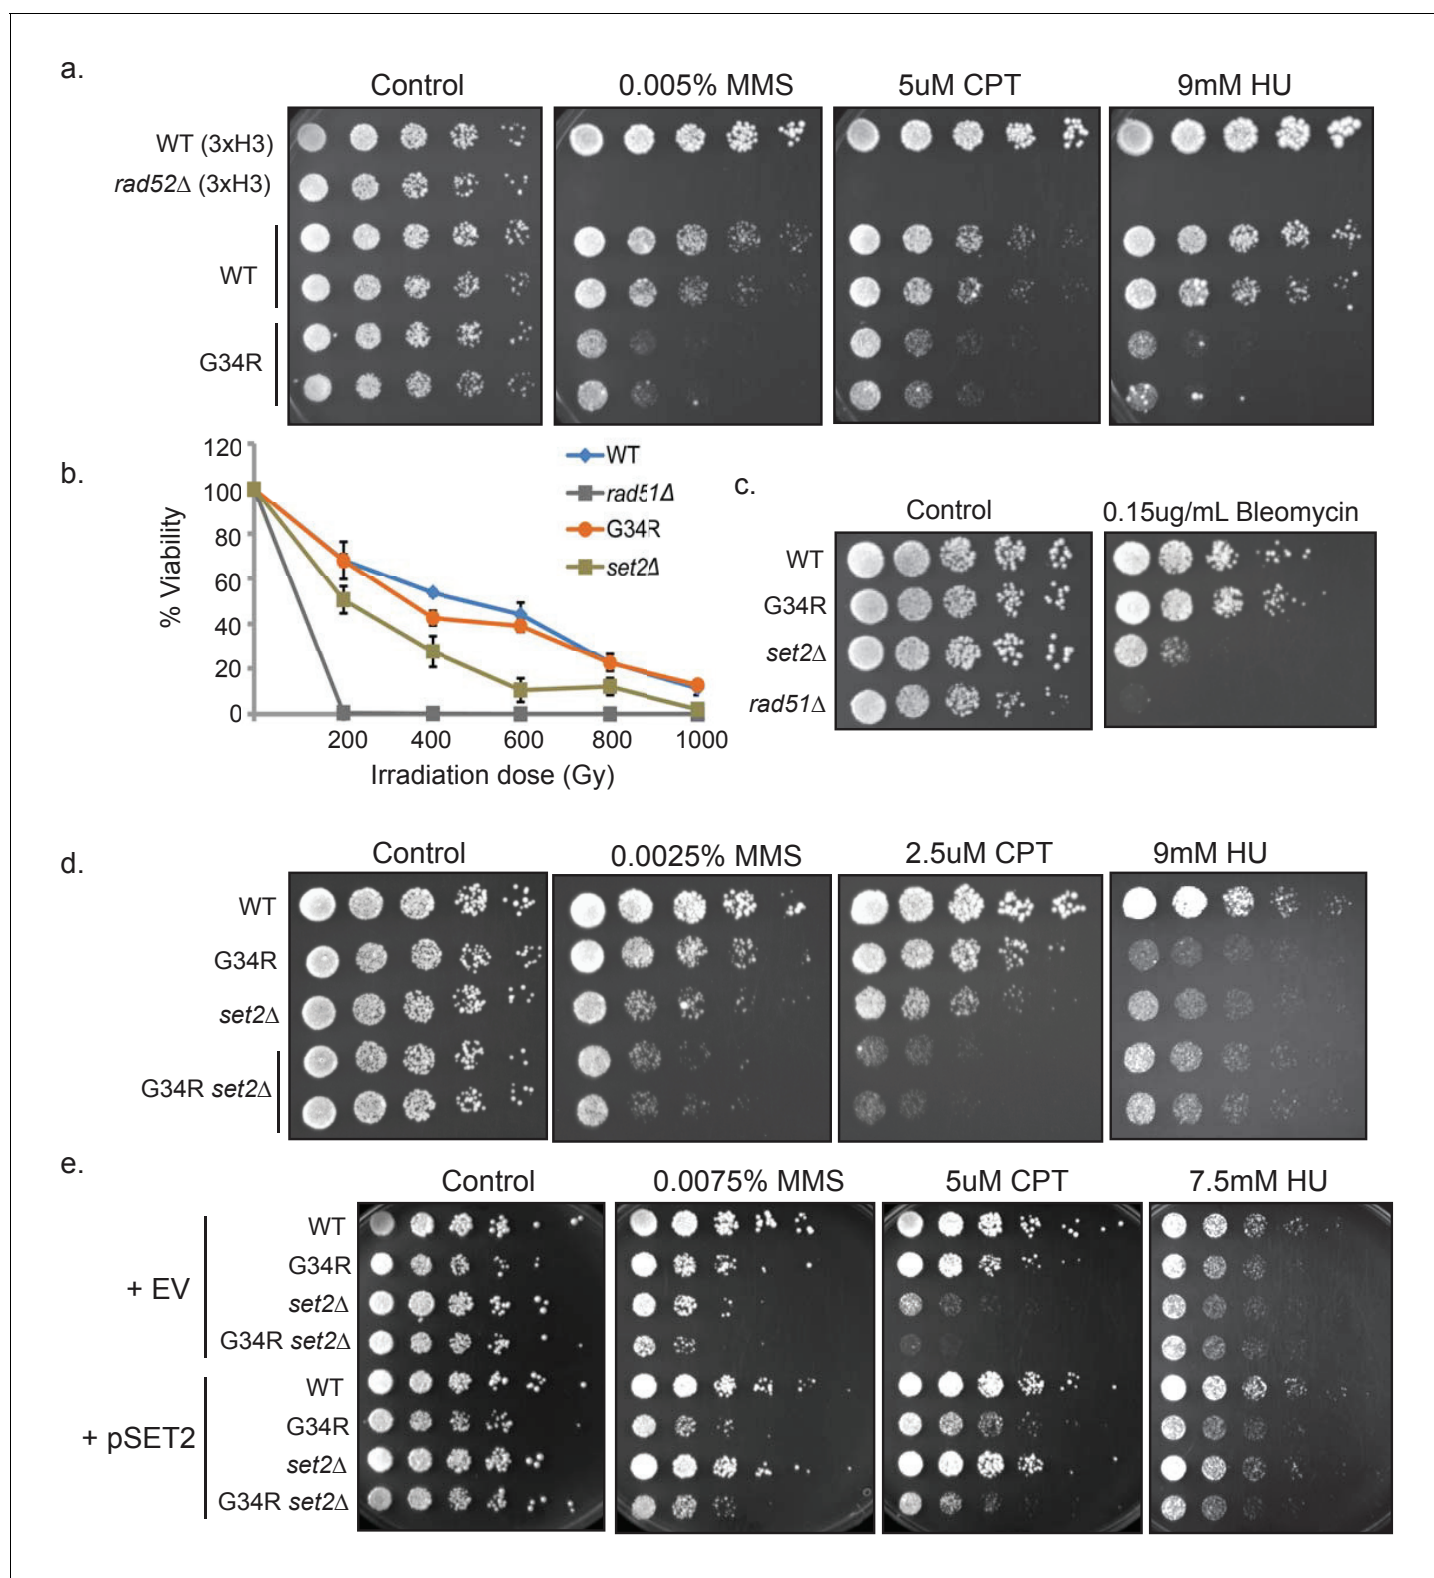 a.
Control
0.005% MMS
5uM CPT
9mM HU
WT (3xH3)
rad52Δ (3xH3)
WT
G34R
b.
120
100
80
60
40
20
0
% Viability
200
400
600
800
1000
Irradiation dose (Gy)
WT
rad51Δ
G34R
set2Δ
c.
Control
0.15ug/mL Bleomycin
WT
G34R
set2Δ
rad51Δ
d.
Control
0.0025% MMS
2.5uM CPT
9mM HU
WT
G34R
set2Δ
G34R set2Δ
e.
Control
0.0075% MMS
5uM CPT
7.5mM HU
+ EV
WT
G34R
set2Δ
G34R set2Δ
+ pSET2
WT
G34R
set2Δ
G34R set2Δ